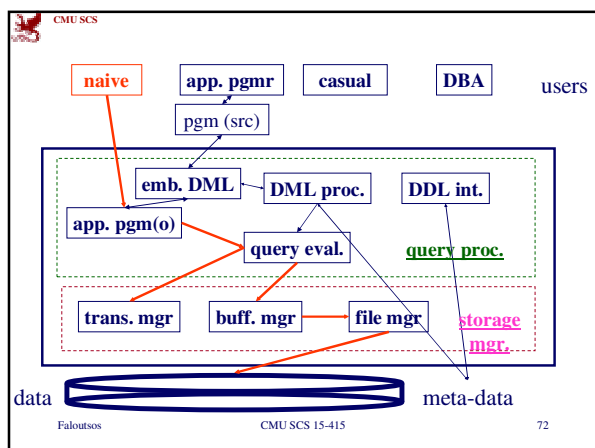 CMU SCS
naive
app. pgmr
casual
DBA
users
pgm (src)
emb. DML
DML proc.
DDL int.
app. pgm(o)
query eval.
query proc.
trans. mgr
buff. mgr
file mgr
storage
mgr.
data
meta-data
Faloutsos
CMU SCS 15-415
72